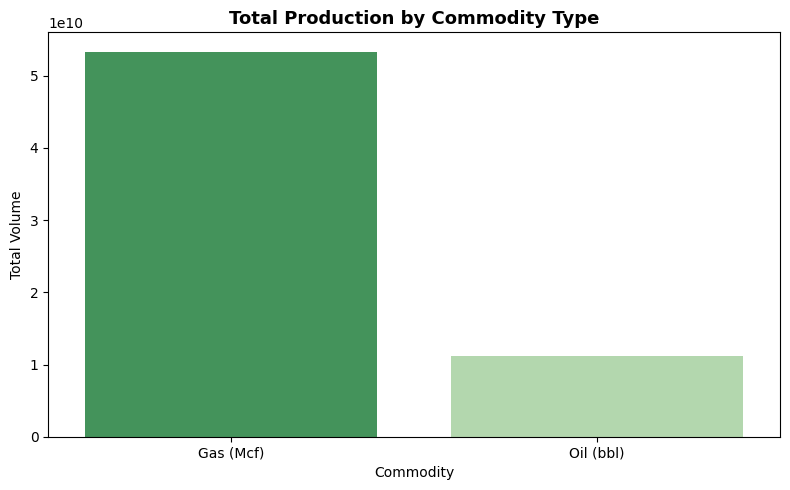 Total Production by Commodity Type
1e10
5
4
3
2
1
0
Total Volume
Gas (Mcf)
Oil (bbl)
Commodity